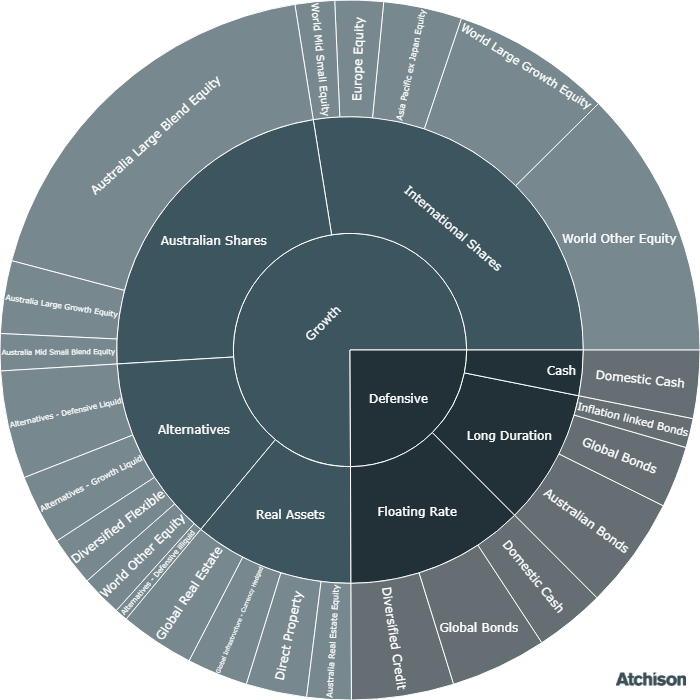 World Mid Small Equity
Europe Equity
Asia Pacific ex Japan Equity
World Large Growth Equity
Australia Large Blend Equity
International Shares
Australian Shares
World Other Equity
Growth
Australia Large Growth Equity
Australia Mid Small Blend Equity
Cash
Domestic Cash
Defensive
Alternatives - Defensive Liquid
Inflation linked Bonds
Alternatives
Long Duration
Global Bonds
Alternatives - Growth Liquid
Diversified Flexible
Real Assets
Floating Rate
Australian Bonds
World Other Equity
Alternatives - Defensive Illiquid
Domestic Cash
Global Real Estate
Global Infrastructure - Currency Hedged
Direct Property
Australia Real Estate Equity
Diversified Credit
Global Bonds
Atchison